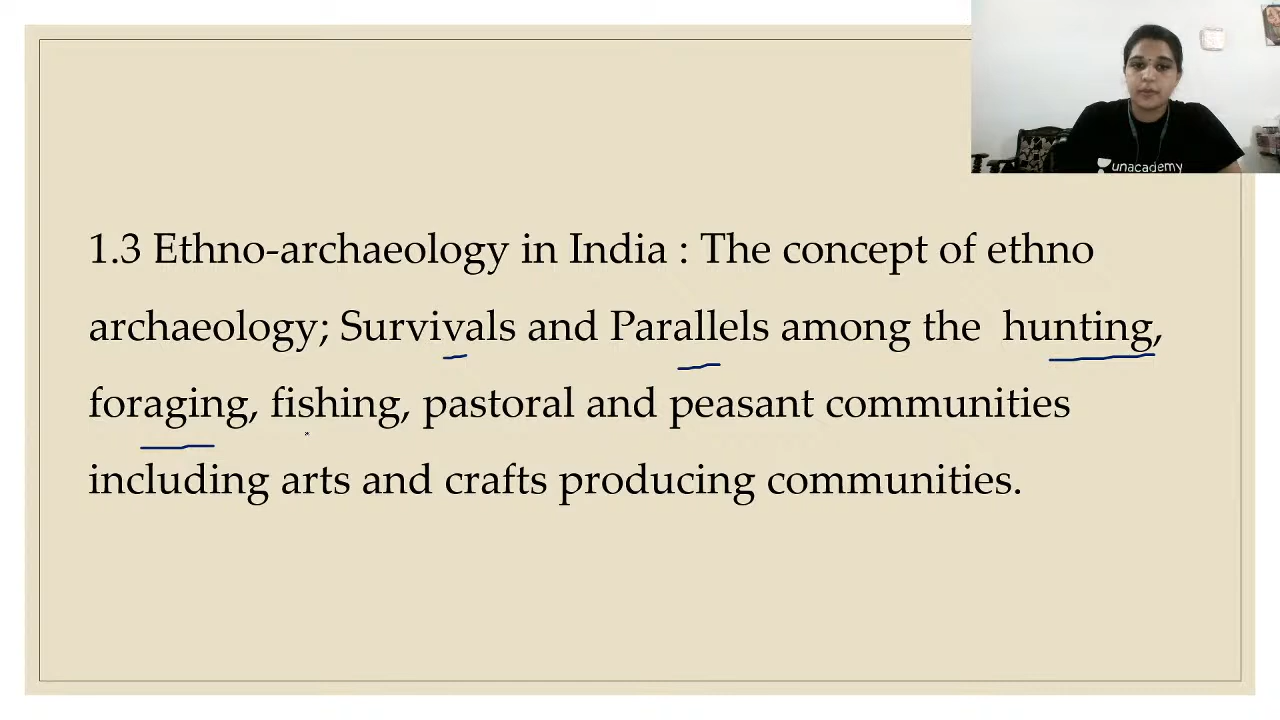 unacademy
1.3 Ethno-archaeology in India : The concept of ethno
archaeology; Survivals and Parallels among the hunting,
foraging, fishing, pastoral and peasant communities
including arts and crafts producing communities.